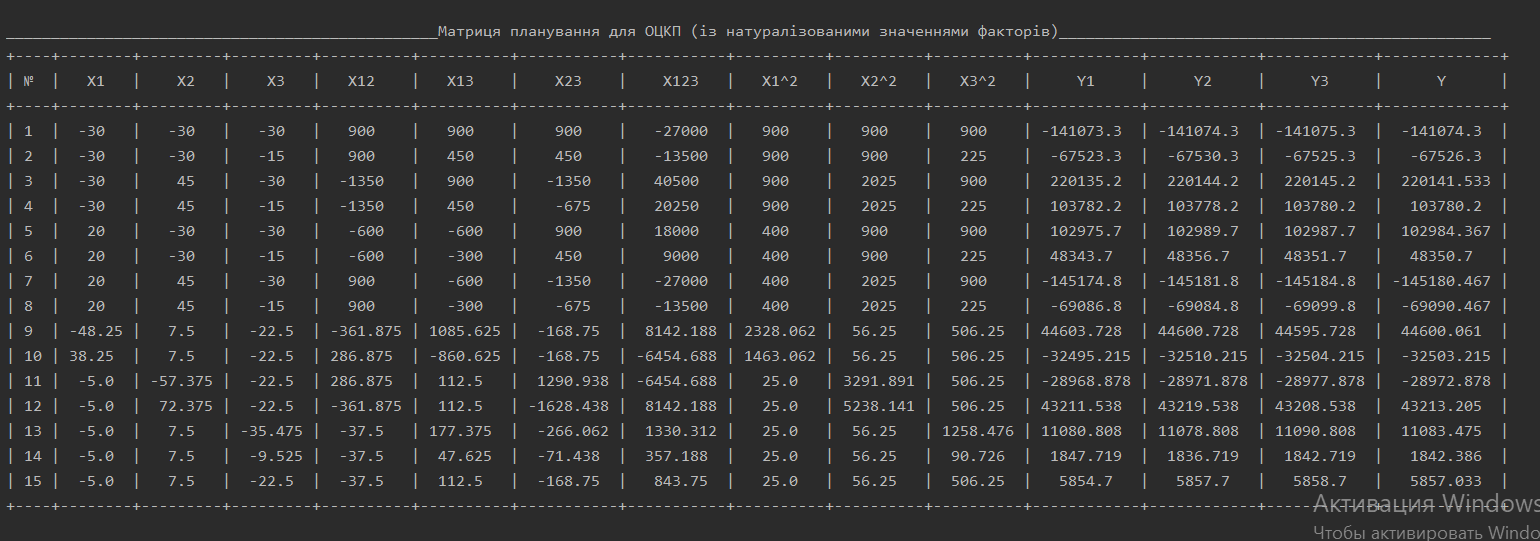 Матриця планування для ОЦКП (із натуралізованими значеннями факторів)
| № | X1 | X2 | X3 | X12 | X13 | X23 | X123 | X1^2 | X2^2 | X3^2 | Y1 | Y2 | Y3 | Y |
| 1 | -30 | -30 | -30 | 900 | 900 | 900 | -27000 | 900 | 900 | 900 | -141073.3 | -141074.3 | -141075.3 | -141074.3 |
| 2 | -30 | -30 | -15 | 900 | 450 | 450 | -13500 | 900 | 900 | 225 | -67523.3 | -67530.3 | -67525.3 | -67526.3 |
| 3 | -30 | 45 | -30 | -1350 | 900 | -1350 | 40500 | 900 | 2025 | 900 | 220135.2 | 220144.2 | 220145.2 | 220141.533 |
| 4 | -30 | 45 | -15 | -1350 | 450 | -675 | 20250 | 900 | 2025 | 225 | 103782.2 | 103778.2 | 103780.2 | 103780.2 |
| 5 | 20 | -30 | -30 | -600 | -600 | 900 | 18000 | 400 | 900 | 900 | 102975.7 | 102989.7 | 102987.7 | 102984.367 |
| 6 | 20 | -30 | -15 | -600 | -300 | 450 | 9000 | 400 | 900 | 225 | 48343.7 | 48356.7 | 48351.7 | 48350.7 |
| 7 | 20 | 45 | -30 | 900 | -600 | -1350 | -27000 | 400 | 2025 | 900 | -145174.8 | -145181.8 | -145184.8 | -145180.467 |
| 8 | 20 | 45 | -15 | 900 | -300 | -675 | -13500 | 400 | 2025 | 225 | -69086.8 | -69084.8 | -69099.8 | -69090.467 |
| 9 | -48.25 | 7.5 | -22.5 | -361.875 | 1085.625 | -168.75 | 8142.188 | 2328.062 | 56.25 | 506.25 | 44603.728 | 44600.728 | 44595.728 | 44600.061 |
| 10 | 38.25 | 7.5 | -22.5 | 286.875 | -860.625 | -168.75 | -6454.688 | 1463.062 | 56.25 | 506.25 | -32495.215 | -32510.215 | -32504.215 | -32503.215 |
| 11 | -5.0 | -57.375 | -22.5 | 286.875 | 112.5 | 1290.938 | -6454.688 | 25.0 | 3291.891 | 506.25 | -28968.878 | -28971.878 | -28977.878 | -28972.878 |
| 12 | -5.0 | 72.375 | -22.5 | -361.875 | 112.5 | -1628.438 | 8142.188 | 25.0 | 5238.141 | 506.25 | 43211.538 | 43219.538 | 43208.538 | 43213.205 |
| 13 | -5.0 | 7.5 | -35.475 | -37.5 | 177.375 | -266.062 | 1330.312 | 25.0 | 56.25 | 1258.476 | 11080.808 | 11078.808 | 11090.808 | 11083.475 |
| 14 | -5.0 | 7.5 | -9.525 | -37.5 | 47.625 | -71.438 | 357.188 | 25.0 | 56.25 | 90.726 | 1847.719 | 1836.719 | 1842.719 | 1842.386 |
| 15 | -5.0 | 7.5 | -22.5 | -37.5 | 112.5 | -168.75 | 843.75 | 25.0 | 56.25 | 506.25 | 5854.7 | 5857.7 | 5858.7 | 5857.033 |
Активация Windows
Чтобы активировать Windo